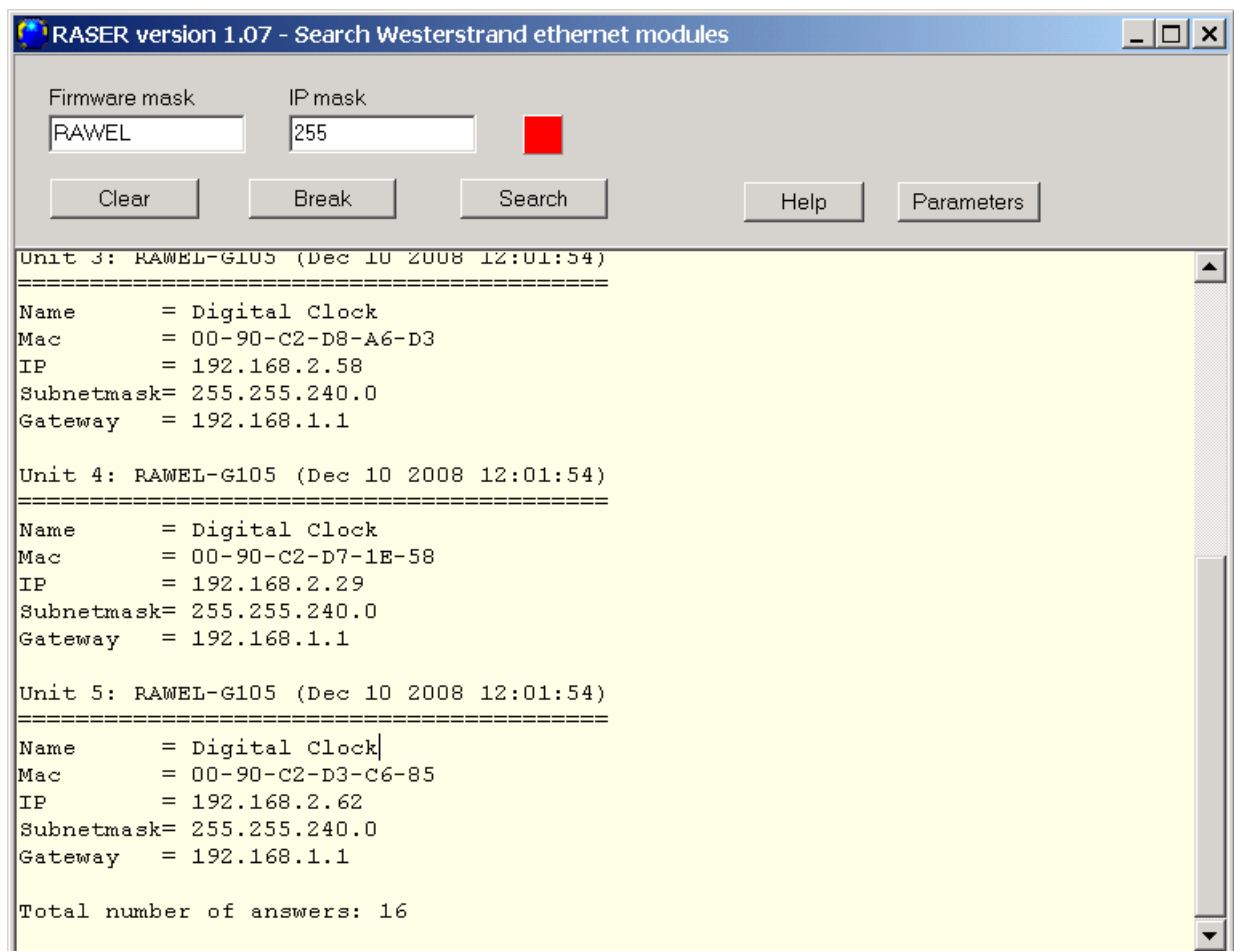 RASER version 1.07 - Search Westerstrand ethernet modules
Firmware mask IP mask
RAWEL 255
Clear Break Search Help Parameters
Unit 3: RAWEL-G105 (Dec 10 2008 12:01:54)
=========================================
Name = Digital Clock
Mac = 00-90-C2-D8-A6-D3
IP = 192.168.2.58
Subnetmask= 255.255.240.0
Gateway = 192.168.1.1
Unit 4: RAWEL-G105 (Dec 10 2008 12:01:54)
=========================================
Name = Digital Clock
Mac = 00-90-C2-D7-1E-58
IP = 192.168.2.29
Subnetmask= 255.255.240.0
Gateway = 192.168.1.1
Unit 5: RAWEL-G105 (Dec 10 2008 12:01:54)
=========================================
Name = Digital Clock
Mac = 00-90-C2-D3-C6-85
IP = 192.168.2.62
Subnetmask= 255.255.240.0
Gateway = 192.168.1.1
Total number of answers: 16